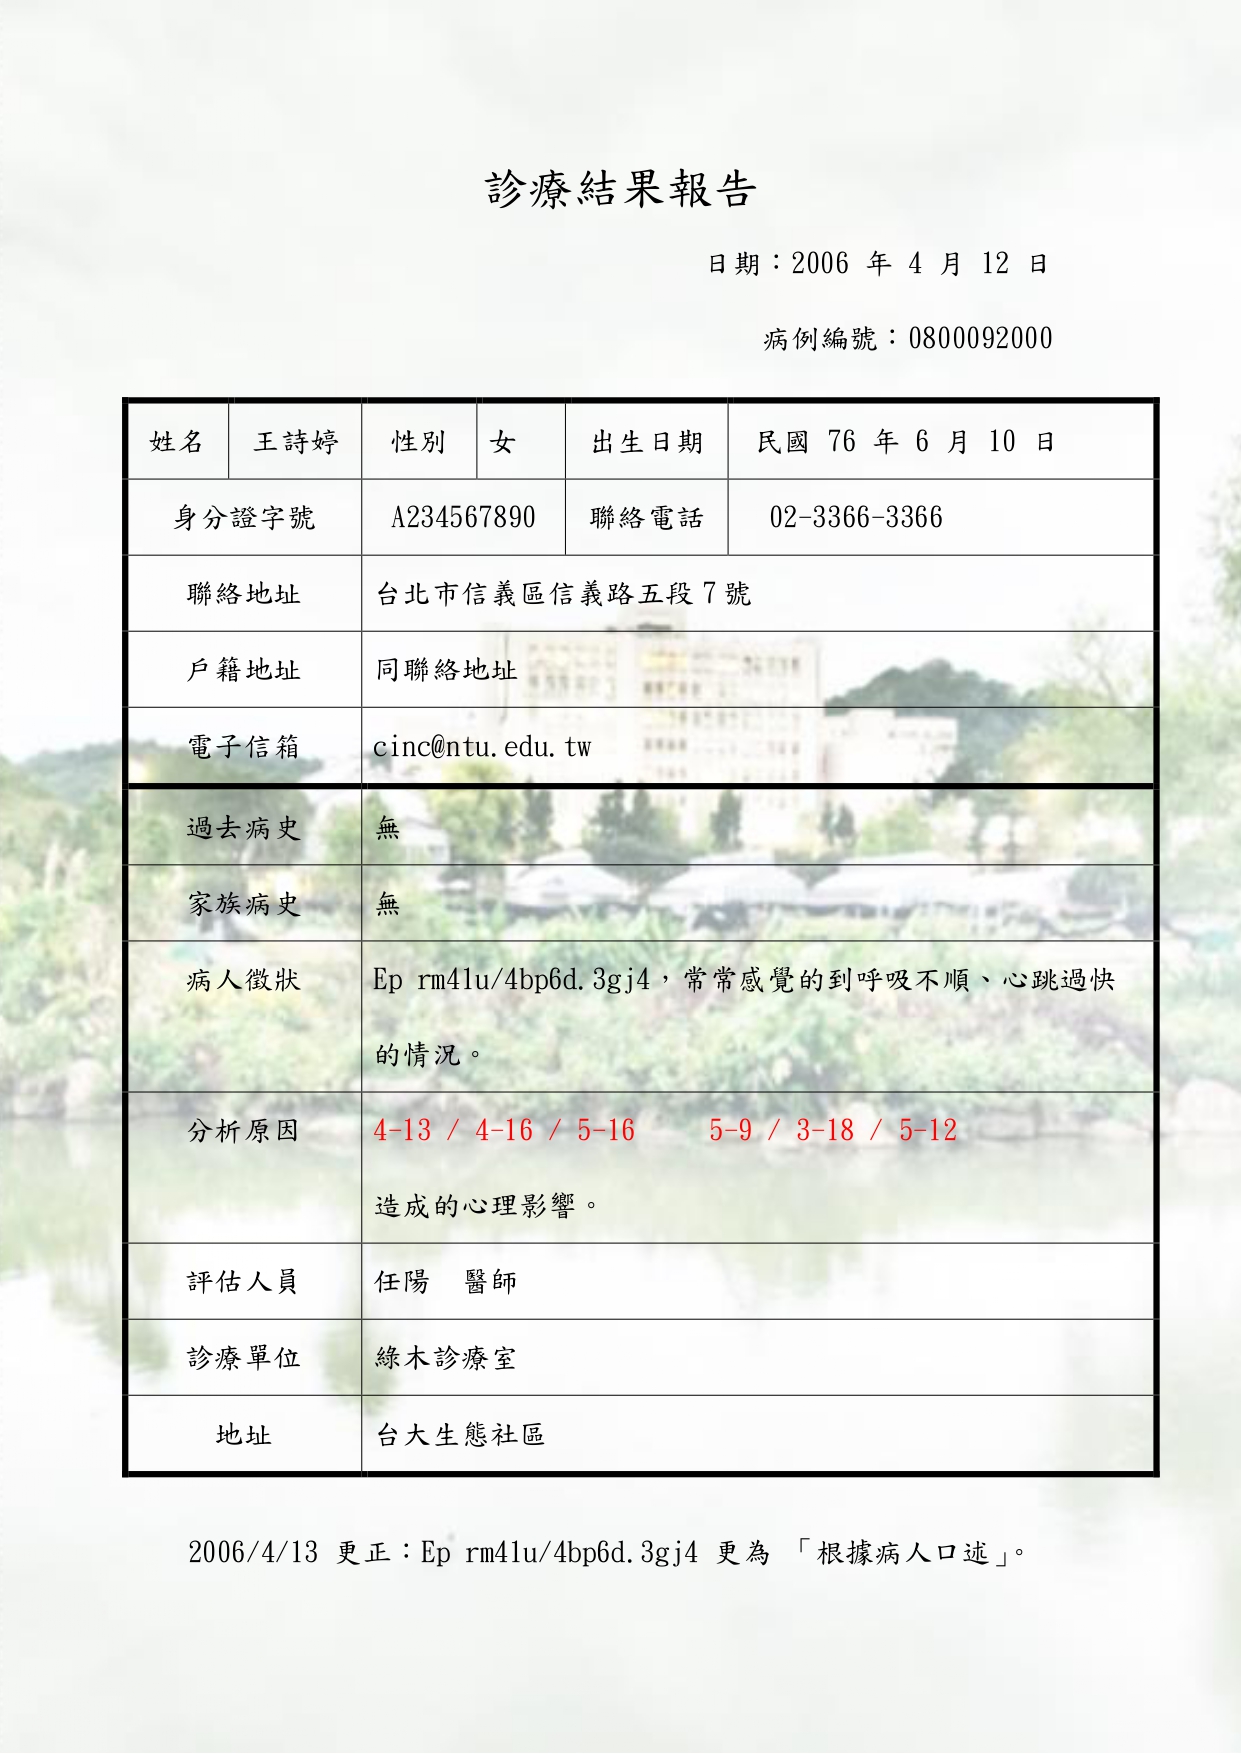 診療結果報告
日期：2006 年 4 月 12 日
病例編號：0800092000
姓名 王詩婷 性別 女 出生日期 民國 76 年 6 月 10 日
身分證字號 A234567890 聯絡電話 02-3366-3366
聯絡地址 台北市信義區信義路五段 7 號
戶籍地址 同聯絡地址
電子信箱 cinc@ntu.edu.tw
過去病史 無
家族病史 無
病人徵狀 Ep rm41u/4bp6d.3gj4，常常感覺的到呼吸不順、心跳過快
的情況。
分析原因 4-13 / 4-16 / 5-16 5-9 / 3-18 / 5-12
造成的心理影響。
評估人員 任陽 醫師
診療單位 綠木診療室
地址 台大生態社區
2006/4/13 更正：Ep rm41u/4bp6d.3gj4 更為 「根據病人口述」。